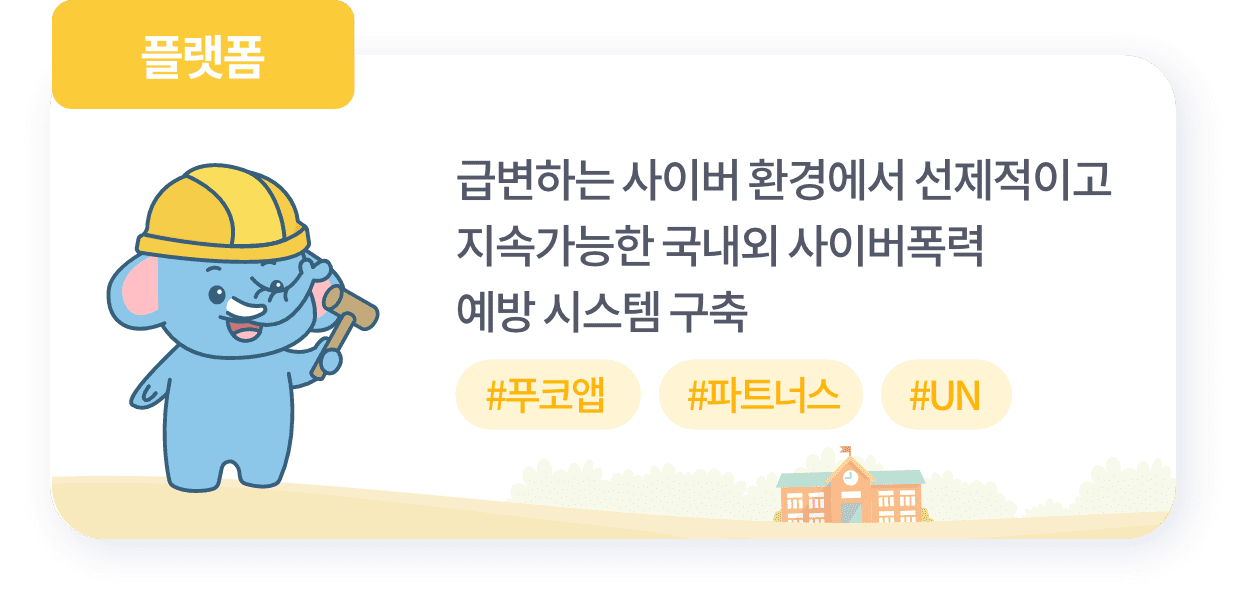 플랫폼
급변하는 사이버 환경에서 선제적이고
지속가능한 국내외 사이버폭력
예방 시스템 구축
#푸코앱 #파트너스 #UN